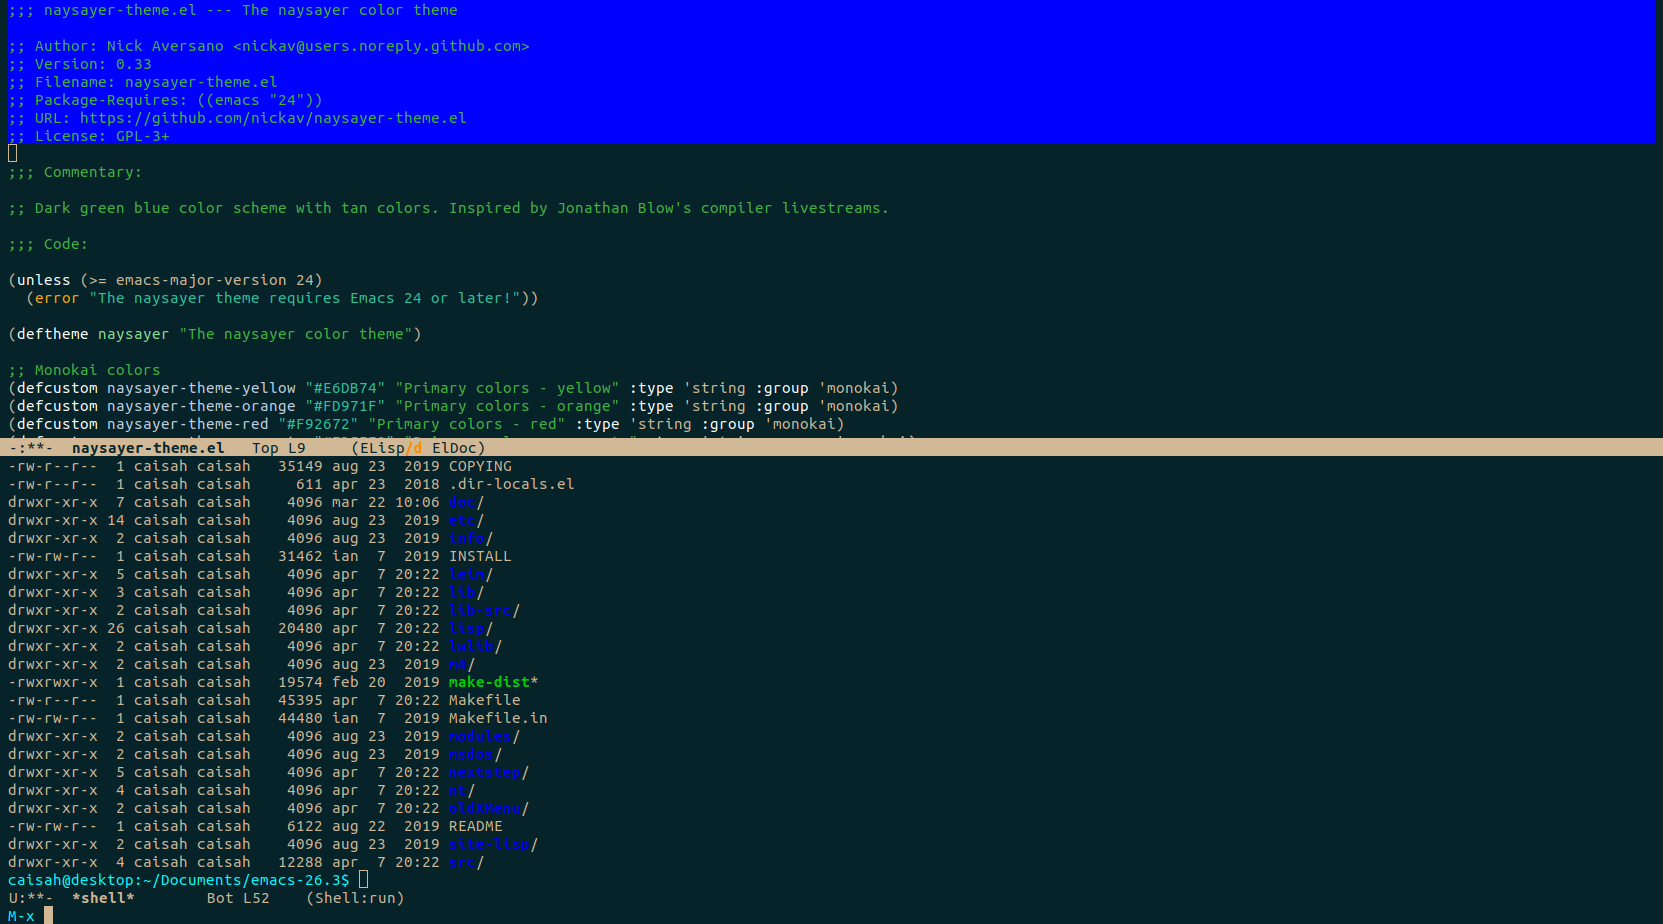 ;;; naysayer-theme.el --- The naysayer color theme
;; Author: Nick Aversano <nickav@users.noreply.github.com>
;; Version: 0.33
;; Filename: naysayer-theme.el
;; Package-Requires: ((emacs "24"))
;; URL: https://github.com/nickav/naysayer-theme.el
;; License: GPL-3+
;;; Commentary:
;; Dark green blue color scheme with tan colors. Inspired by Jonathan Blow's compiler livestreams.
;;; Code:
(unless (>= emacs-major-version 24)
  (error "The naysayer theme requires Emacs 24 or later!"))
(deftheme naysayer "The naysayer color theme")
;; Monokai colors
(defcustom naysayer-theme-yellow "#E6DB74" "Primary colors - yellow" :type 'string :group 'monokai)
(defcustom naysayer-theme-orange "#FD971F" "Primary colors - orange" :type 'string :group 'monokai)
(defcustom naysayer-theme-red "#F92672" "Primary colors - red" :type 'string :group 'monokai)
-:**-  naysayer-theme.el   Top L9     (ELisp/d ElDoc)
-rw-r--r--  1 caisah caisah   35149 aug 23  2019 COPYING
-rw-r--r--  1 caisah caisah     611 apr 23  2018 .dir-locals.el
drwxr-xr-x  7 caisah caisah    4096 mar 22 10:06 doc/
drwxr-xr-x 14 caisah caisah    4096 aug 23  2019 etc/
drwxr-xr-x  2 caisah caisah    4096 aug 23  2019 info/
-rw-rw-r--  1 caisah caisah   31462 ian  7  2019 INSTALL
drwxr-xr-x  5 caisah caisah    4096 apr  7 20:22 leim/
drwxr-xr-x  3 caisah caisah    4096 apr  7 20:22 lib/
drwxr-xr-x  2 caisah caisah    4096 apr  7 20:22 lib-src/
drwxr-xr-x 26 caisah caisah   20480 apr  7 20:22 lisp/
drwxr-xr-x  2 caisah caisah    4096 apr  7 20:22 lwlib/
drwxr-xr-x  2 caisah caisah    4096 aug 23  2019 m4/
-rwxrwxr-x  1 caisah caisah   19574 feb 20  2019 make-dist*
-rw-r--r--  1 caisah caisah   45395 apr  7 20:22 Makefile
-rw-rw-r--  1 caisah caisah   44480 ian  7  2019 Makefile.in
drwxr-xr-x  2 caisah caisah    4096 aug 23  2019 modules/
drwxr-xr-x  2 caisah caisah    4096 aug 23  2019 msdos/
drwxr-xr-x  5 caisah caisah    4096 apr  7 20:22 nextstep/
drwxr-xr-x  4 caisah caisah    4096 apr  7 20:22 nt/
drwxr-xr-x  2 caisah caisah    4096 apr  7 20:22 oldXMenu/
-rw-rw-r--  1 caisah caisah    6122 aug 22  2019 README
drwxr-xr-x  2 caisah caisah    4096 aug 23  2019 site-lisp/
drwxr-xr-x  4 caisah caisah   12288 apr  7 20:22 src/
caisah@desktop:~/Documents/emacs-26.3$
U:**-  *shell*        Bot L52    (Shell:run)
M-x